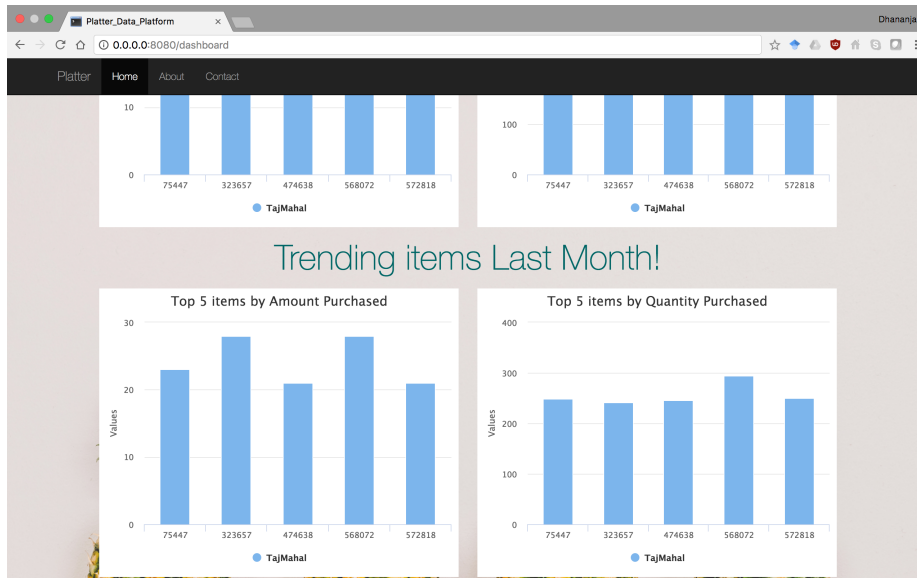 Platter_Data_Platform
Dhananja
0.0.0.0:8080/dashboard
Platter Home About Contact
10
0
75447 323657 474638 568072 572818
TajMahal
100
0
75447 323657 474638 568072 572818
TajMahal
Trending items Last Month!
Top 5 items by Amount Purchased
30
20
10
0
Values
75447 323657 474638 568072 572818
TajMahal
Top 5 items by Quantity Purchased
400
300
200
100
0
Values
75447 323657 474638 568072 572818
TajMahal